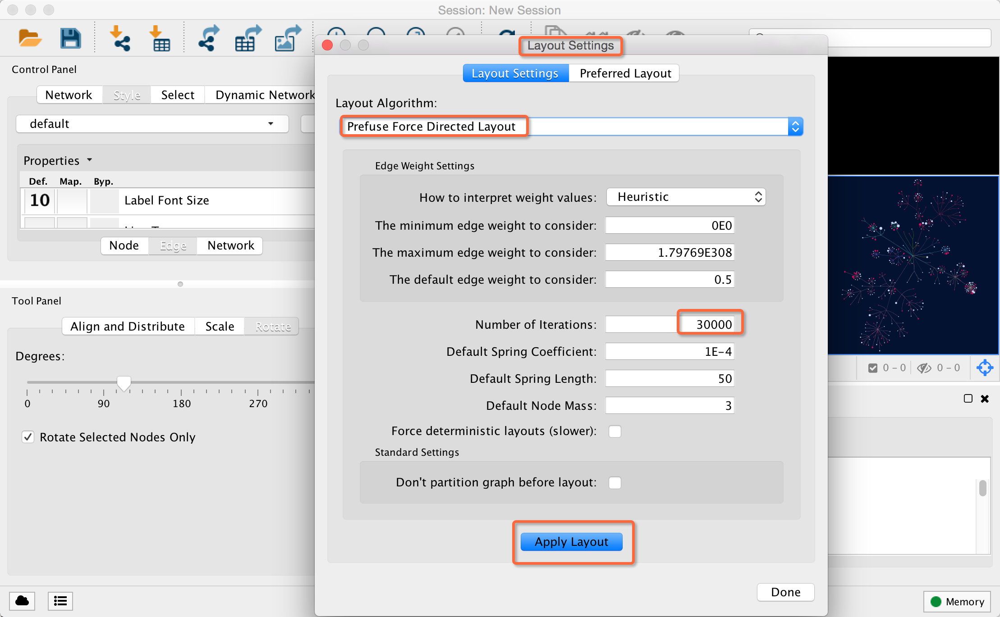 Session: New Session
Control Panel
Network Style Select Dynamic Network
default
Properties
Def. Map. Byp.
10 Label Font Size
Node Edge Network
Tool Panel
Align and Distribute Scale Rotate
Degrees:
0 90 180 270
Rotate Selected Nodes Only
Layout Settings
Layout Settings Preferred Layout
Layout Algorithm:
Prefuse Force Directed Layout
Edge Weight Settings
How to interpret weight values: Heuristic
The minimum edge weight to consider: 0E0
The maximum edge weight to consider: 1.79769E308
The default edge weight to consider: 0.5
Number of Iterations: 30000
Default Spring Coefficient: 1E-4
Default Spring Length: 50
Default Node Mass: 3
Force deterministic layouts (slower):
Standard Settings
Don't partition graph before layout:
Apply Layout
Done
0 - 0 0 - 0
Memory